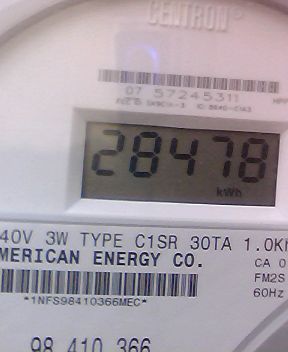 CENTRON®
07 57245311
28478
kWh
40V 3W TYPE C1SR 30TA 1.0Kh
MERICAN ENERGY CO.
CA 0
FM2S
60Hz
*1NFS98410366MEC*
98 410 366